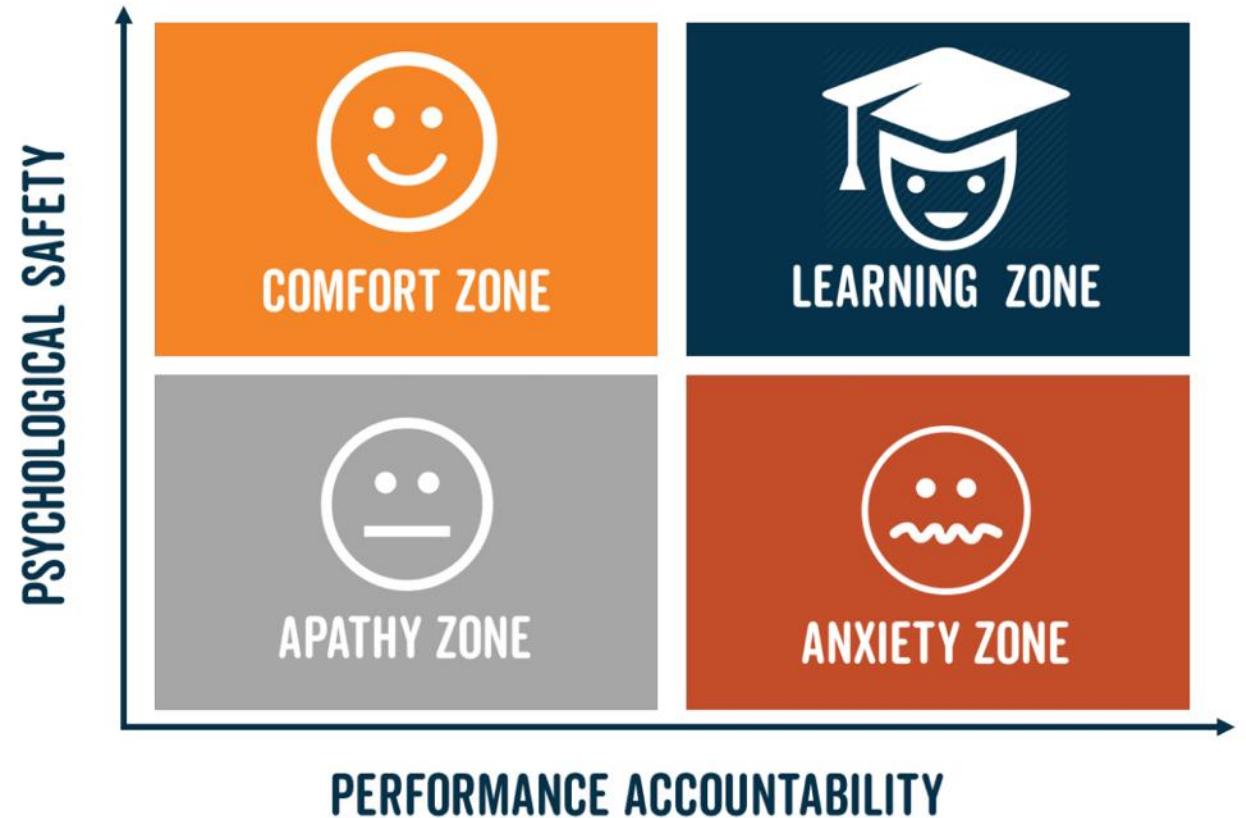 PSYCHOLOGICAL SAFETY
COMFORT ZONE
LEARNING ZONE
APATHY ZONE
ANXIETY ZONE
PERFORMANCE ACCOUNTABILITY